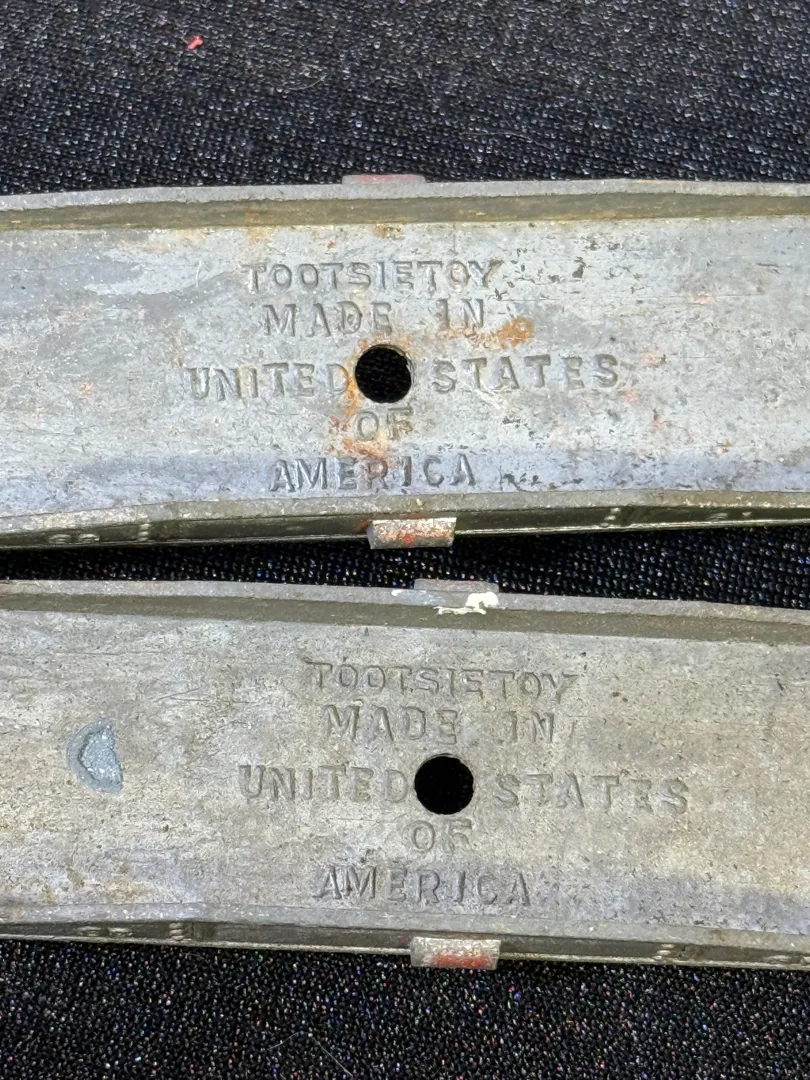 TOOTSIETOY
MADE IN
UNITED STATES
OF
AMERICA
TOOTSIETOY
MADE IN
UNITED STATES
OF
AMERICA